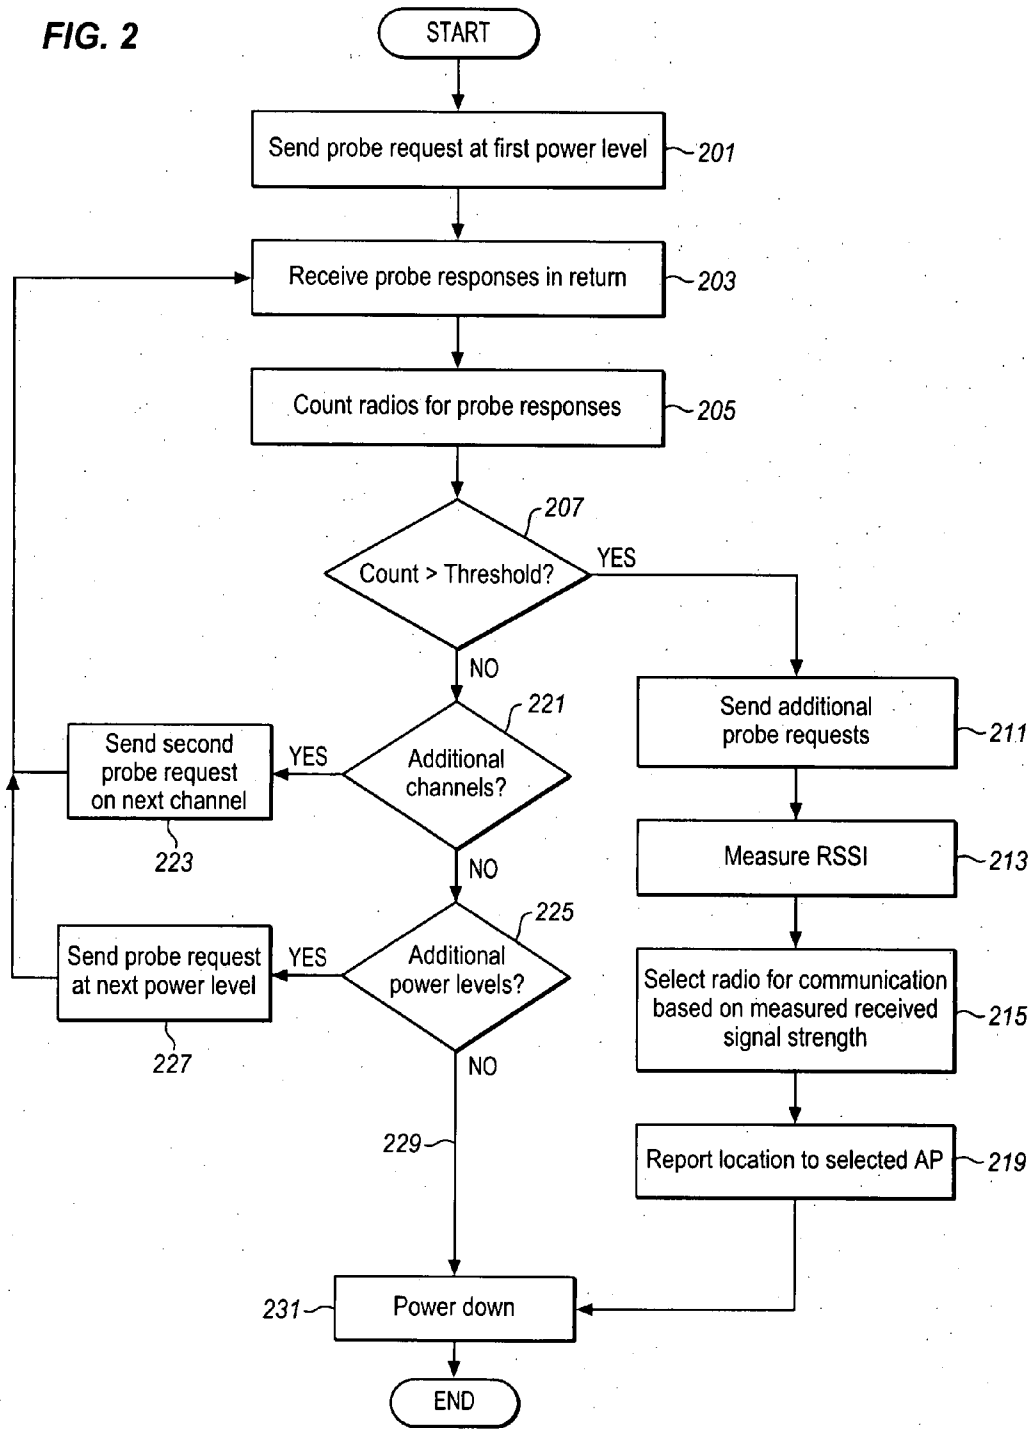 FIG. 2
START
Send probe request at first power level
201
Receive probe responses in return
203
Count radios for probe responses
205
207
Count > Threshold?
YES
NO
221
Additional
channels?
YES
Send second
probe request
on next channel
223
NO
225
Additional
power levels?
YES
Send probe request
at next power level
227
NO
229
Send additional
probe requests
211
Measure RSSI
213
Select radio for communication
based on measured received
signal strength
215
Report location to selected AP
219
231
Power down
END